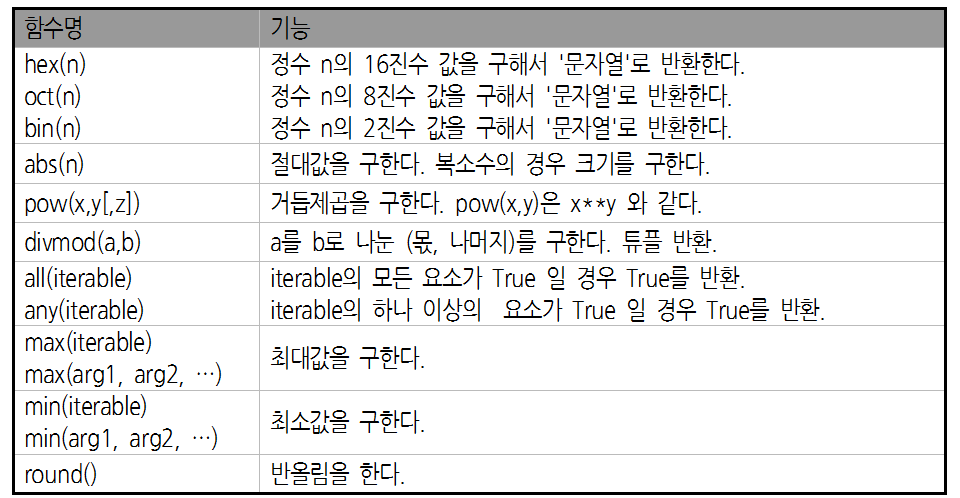 함수명 기능
hex(n) 정수 n의 16진수 값을 구해서 '문자열'로 반환한다.
oct(n) 정수 n의 8진수 값을 구해서 '문자열'로 반환한다.
bin(n) 정수 n의 2진수 값을 구해서 '문자열'로 반환한다.
abs(n) 절대값을 구한다. 복소수의 경우 크기를 구한다.
pow(x,y[,z]) 거듭제곱을 구한다. pow(x,y)은 x**y 와 같다.
divmod(a,b) a를 b로 나눈 (몫, 나머지)를 구한다. 튜플 반환.
all(iterable) iterable의 모든 요소가 True 일 경우 True를 반환.
any(iterable) iterable의 하나 이상의 요소가 True 일 경우 True를 반환.
max(iterable)
max(arg1, arg2, …) 최대값을 구한다.
min(iterable)
min(arg1, arg2, …) 최소값을 구한다.
round() 반올림을 한다.